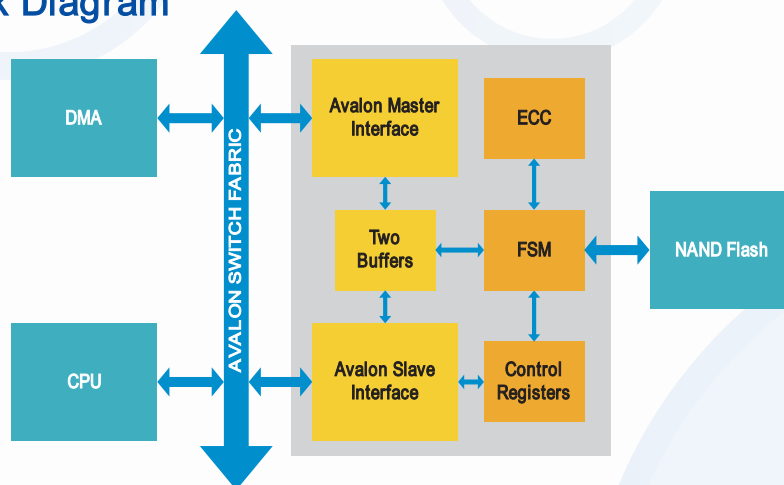 Diagram
DMA
AVALON SWITCH FABRIC
Avalon Master
Interface
ECC
Two
Buffers
FSM
NAND Flash
CPU
Avalon Slave
Interface
Control
Registers